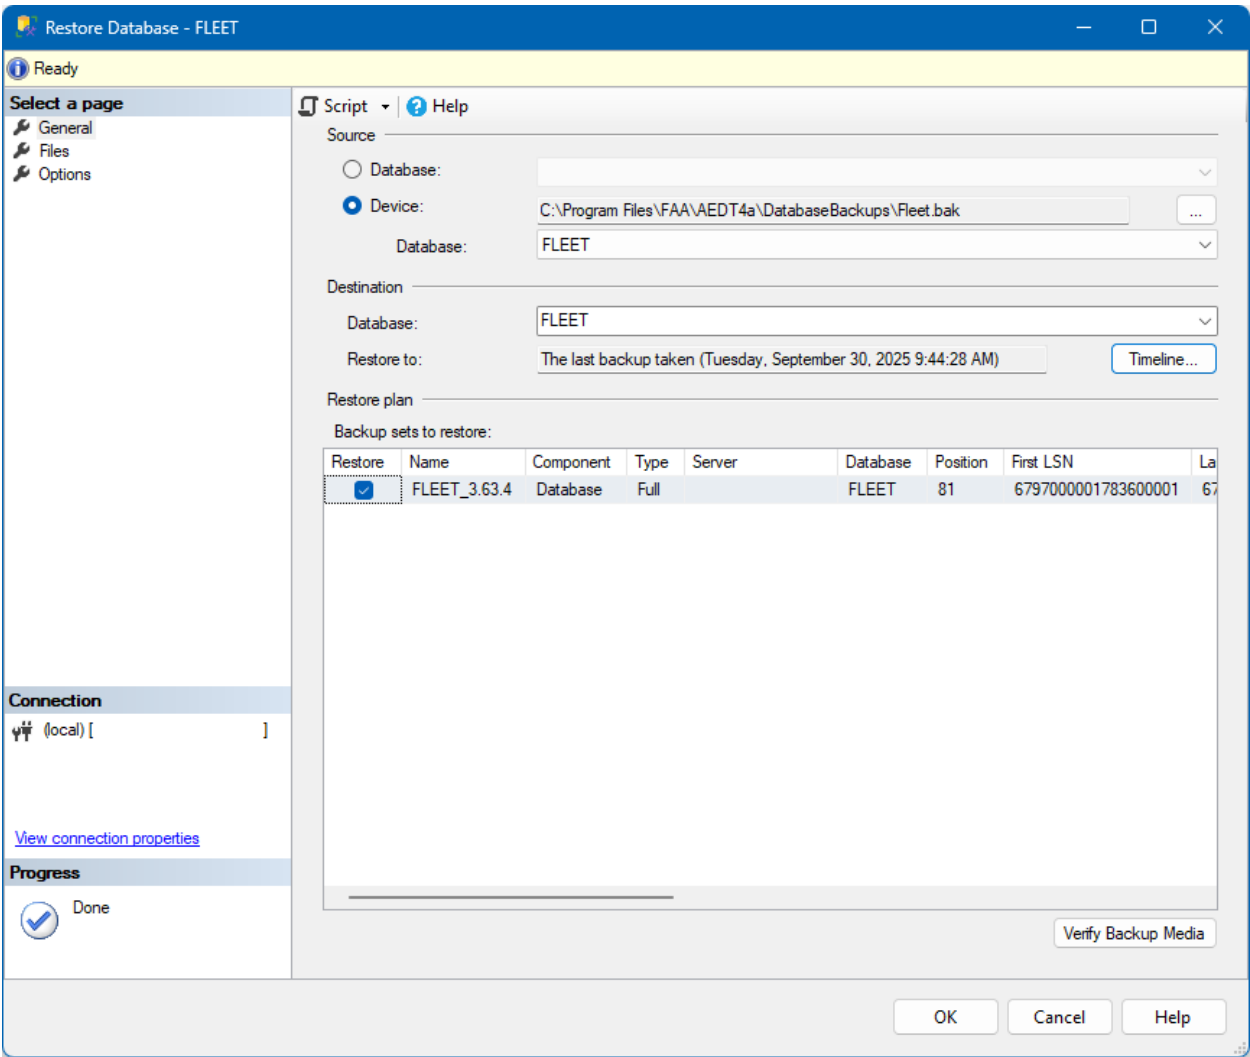 Restore Database - FLEET
Ready
Select a page
General
Files
Options
Script Help
Source
Database:
Device: C:\Program Files\FAA\AEDT4a\DatabaseBackups\Fleet.bak ...
Database: FLEET
Destination
Database: FLEET
Restore to: The last backup taken (Tuesday, September 30, 2025 9:44:28 AM) Timeline...
Restore plan
Backup sets to restore:
Restore Name Component Type Server Database Position First LSN La
FLEET_3.63.4 Database Full FLEET 81 6797000001783600001 67
Connection
(local) [ ]
View connection properties
Progress
Done
Verify Backup Media
OK Cancel Help